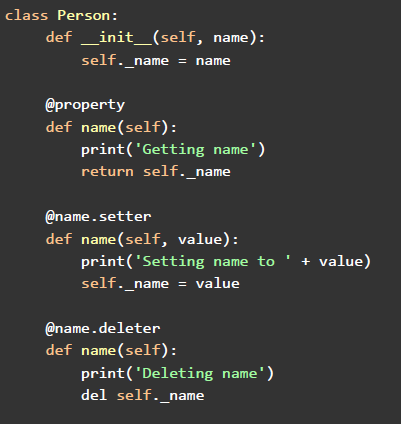 class Person:
    def __init__(self, name):
        self._name = name

    @property
    def name(self):
        print('Getting name')
        return self._name

    @name.setter
    def name(self, value):
        print('Setting name to ' + value)
        self._name = value

    @name.deleter
    def name(self):
        print('Deleting name')
        del self._name